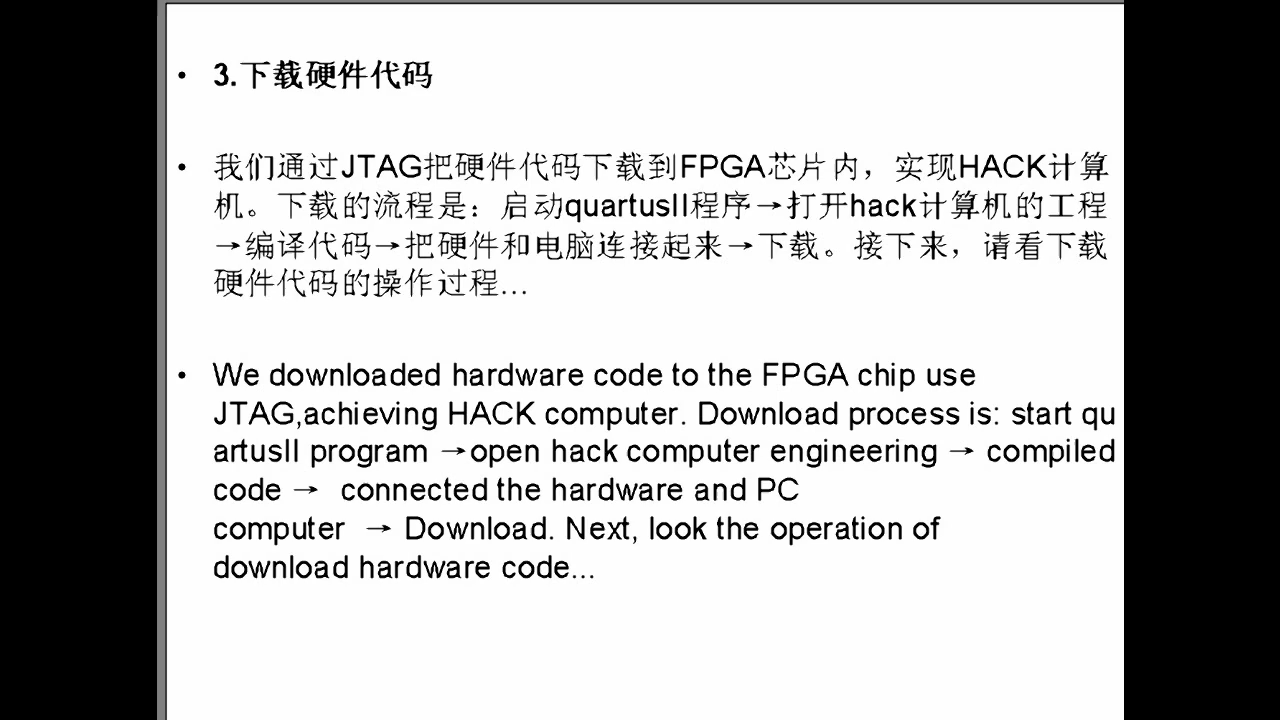 • 3.下载硬件代码
• 我们通过JTAG把硬件代码下载到FPGA芯片内，实现HACK计算
机。下载的流程是：启动quartusII程序→打开hack计算机的工程
→编译代码→把硬件和电脑连接起来→下载。接下来，请看下载
硬件代码的操作过程...
• We downloaded hardware code to the FPGA chip use
JTAG,achieving HACK computer. Download process is: start qu
artusII program →open hack computer engineering → compiled
code → connected the hardware and PC
computer → Download. Next, look the operation of
download hardware code...